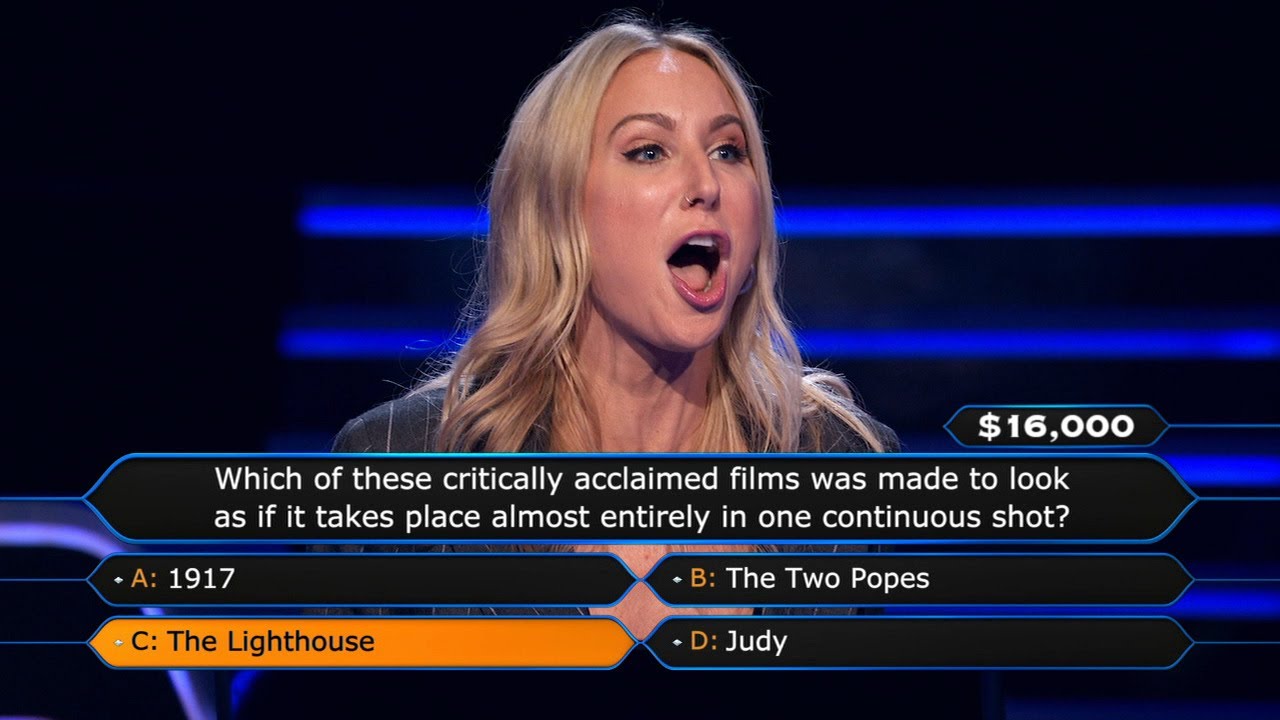 $16,000
Which of these critically acclaimed films was made to look
as if it takes place almost entirely in one continuous shot?
A: 1917
B: The Two Popes
C: The Lighthouse
D: Judy